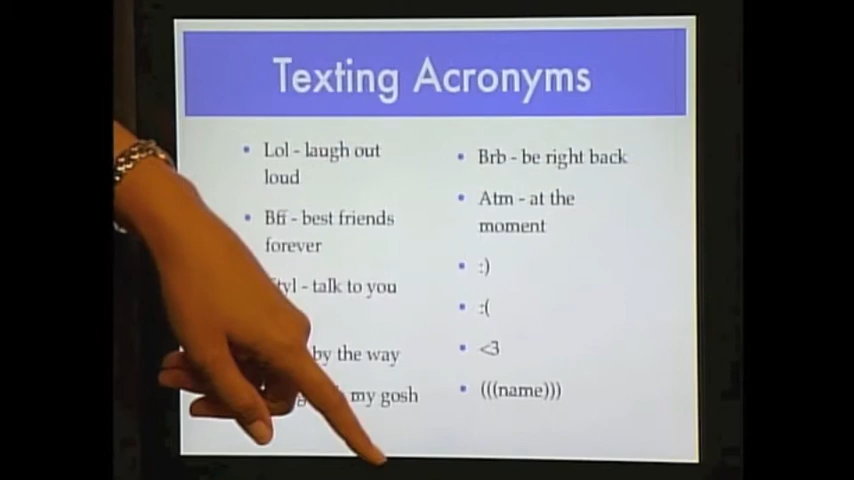 Texting Acronyms
Lol - laugh out
loud
Bff - best friends
forever
- talk to you
by the way
my gosh
Brb - be right back
Atm - at the
moment
:)
:(
<3
(((name)))